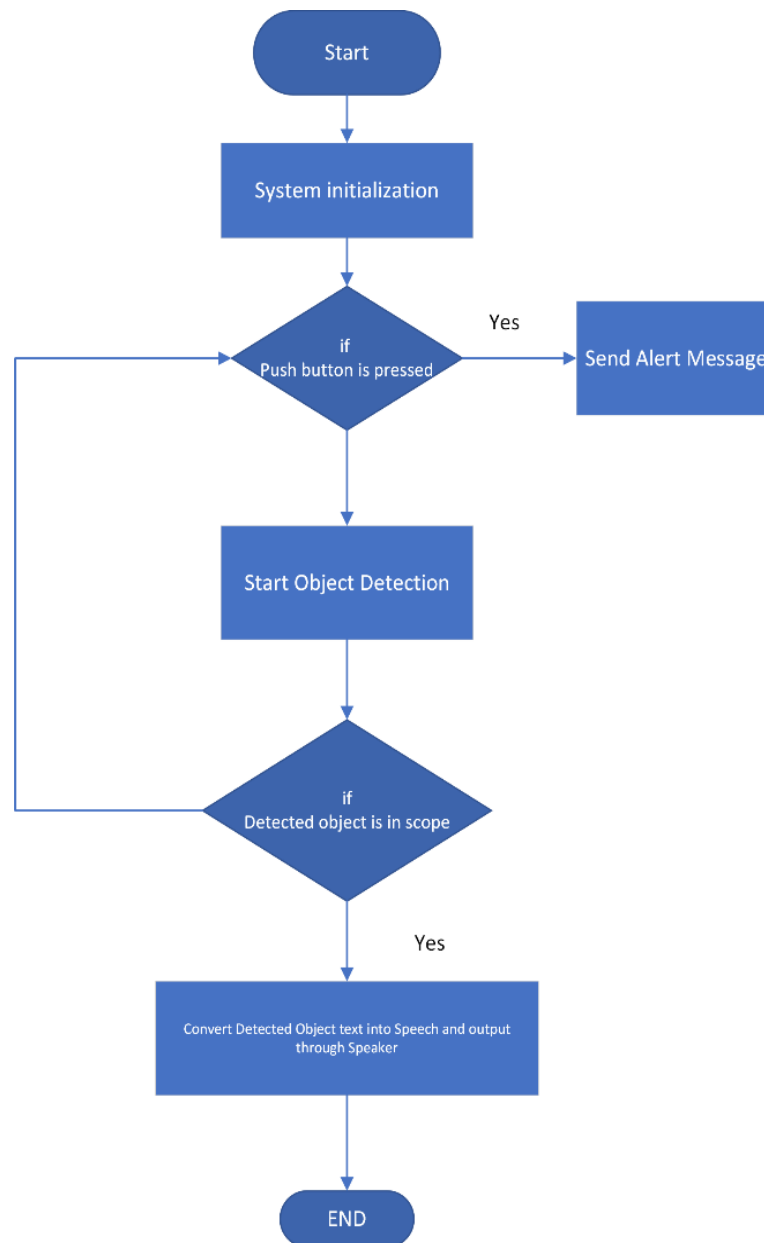 Start
System initialization
if
Push button is pressed
Yes
Send Alert Message
Start Object Detection
if
Detected object is in scope
Yes
Convert Detected Object text into Speech and output
through Speaker
END